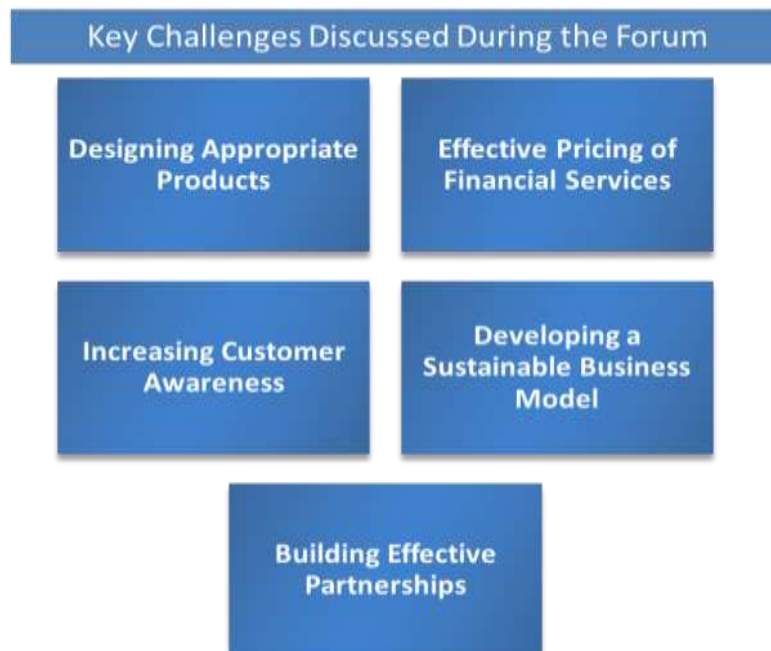 Key Challenges Discussed During the Forum
Designing Appropriate
Products
Effective Pricing of
Financial Services
Increasing Customer
Awareness
Developing a
Sustainable Business
Model
Building Effective
Partnerships